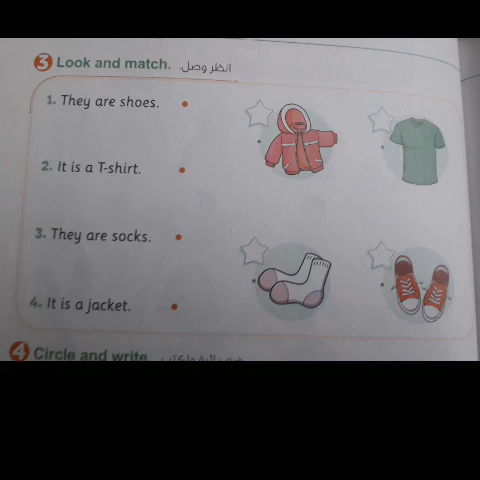 3 Look and match. انظر وصل.
1. They are shoes.
2. It is a T-shirt.
3. They are socks.
4. It is a jacket.
4 Circle and write.